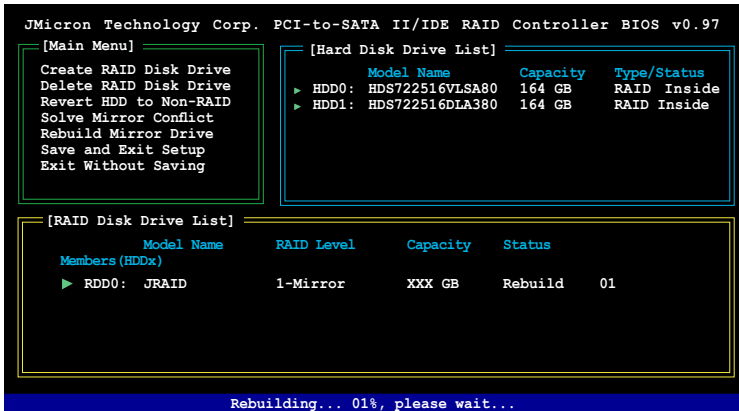 JMicron Technology Corp. PCI-to-SATA II/IDE RAID Controller BIOS v0.97
[Main Menu]
Create RAID Disk Drive
Delete RAID Disk Drive
Revert HDD to Non-RAID
Solve Mirror Conflict
Rebuild Mirror Drive
Save and Exit Setup
Exit Without Saving
[Hard Disk Drive List]
Model Name Capacity Type/Status
HDD0: HDS722516VLSA80 164 GB RAID Inside
HDD1: HDS722516DLA380 164 GB RAID Inside
[RAID Disk Drive List]
Model Name RAID Level Capacity Status
Members(HDDx)
RDD0: JRAID 1-Mirror XXX GB Rebuild 01
Rebuilding... 01%, please wait...